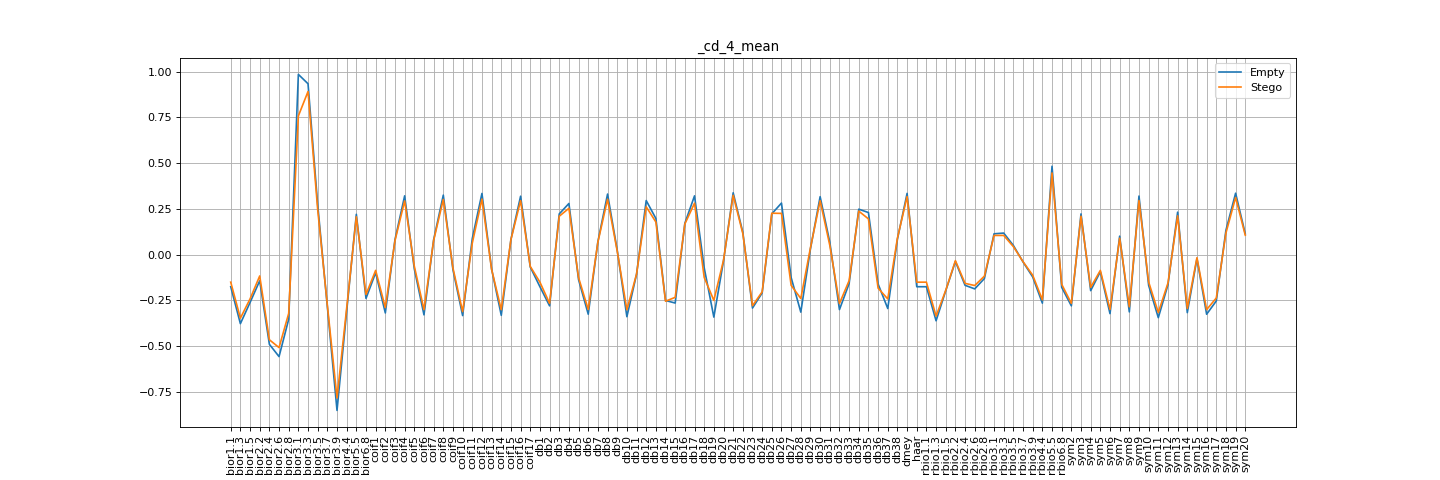 _cd_4_mean
Empty
Stego
1.00
0.75
0.50
0.25
0.00
−0.25
−0.50
−0.75
bior1.1
bior1.3
bior1.5
bior2.2
bior2.4
bior2.6
bior2.8
bior3.1
bior3.3
bior3.5
bior3.7
bior3.9
bior4.4
bior5.5
bior6.8
coif1
coif2
coif3
coif4
coif5
coif6
coif7
coif8
coif9
coif10
coif11
coif12
coif13
coif14
coif15
coif16
coif17
db1
db2
db3
db4
db5
db6
db7
db8
db9
db10
db11
db12
db13
db14
db15
db16
db17
db18
db19
db20
db21
db22
db23
db24
db25
db26
db27
db28
db29
db30
db31
db32
db33
db34
db35
db36
db37
db38
dmey
haar
rbio1.1
rbio1.3
rbio1.5
rbio2.2
rbio2.4
rbio2.6
rbio2.8
rbio3.1
rbio3.3
rbio3.5
rbio3.7
rbio3.9
rbio4.4
rbio5.5
rbio6.8
sym2
sym3
sym4
sym5
sym6
sym7
sym8
sym9
sym10
sym11
sym12
sym13
sym14
sym15
sym16
sym17
sym18
sym19
sym20